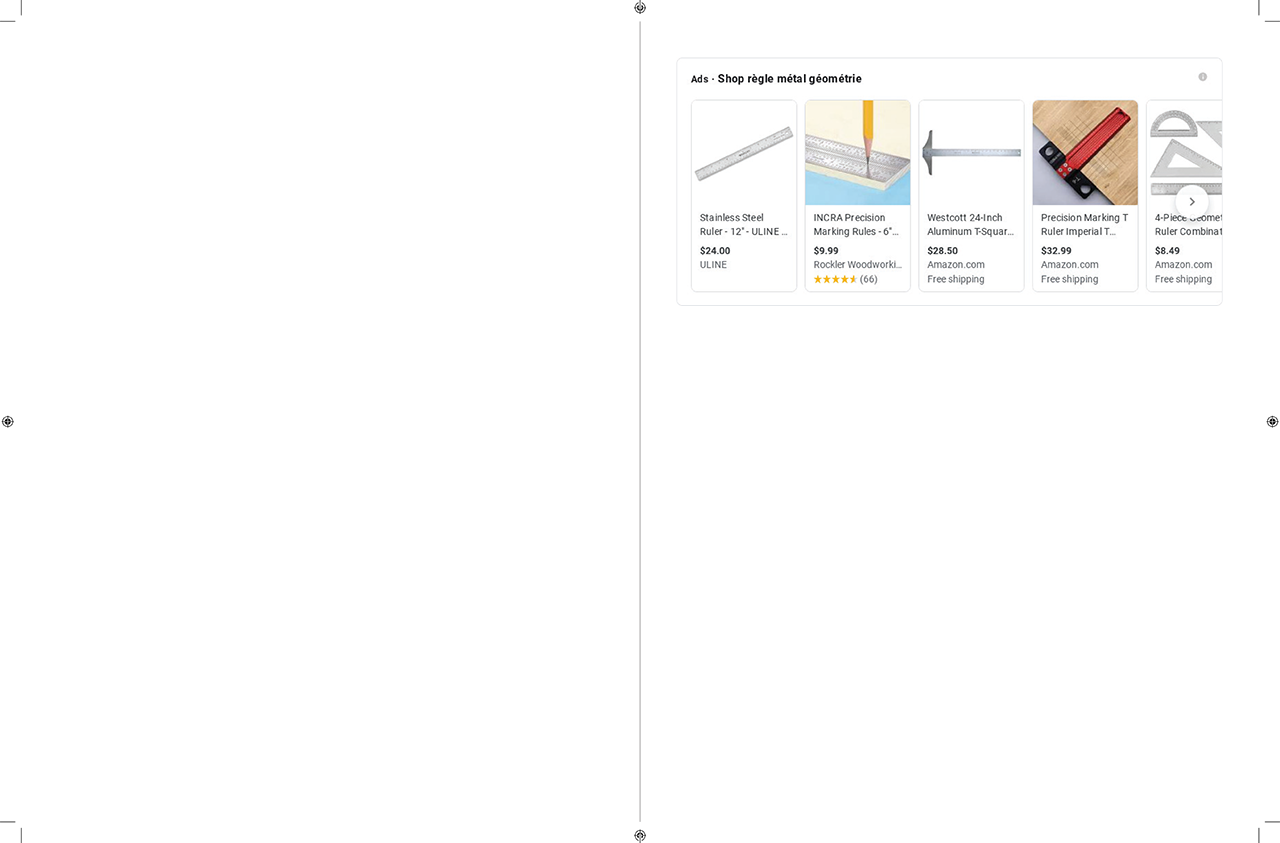 Ads · Shop règle métal géométrie
Stainless Steel
Ruler - 12" - ULINE ...
$24.00
ULINE
INCRA Precision
Marking Rules - 6"...
$9.99
Rockler Woodworki...
(66)
Westcott 24-Inch
Aluminum T-Squar...
$28.50
Amazon.com
Free shipping
Precision Marking T
Ruler Imperial T...
$32.99
Amazon.com
Free shipping
4-Piece Geomet
Ruler Combinat
$8.49
Amazon.com
Free shipping